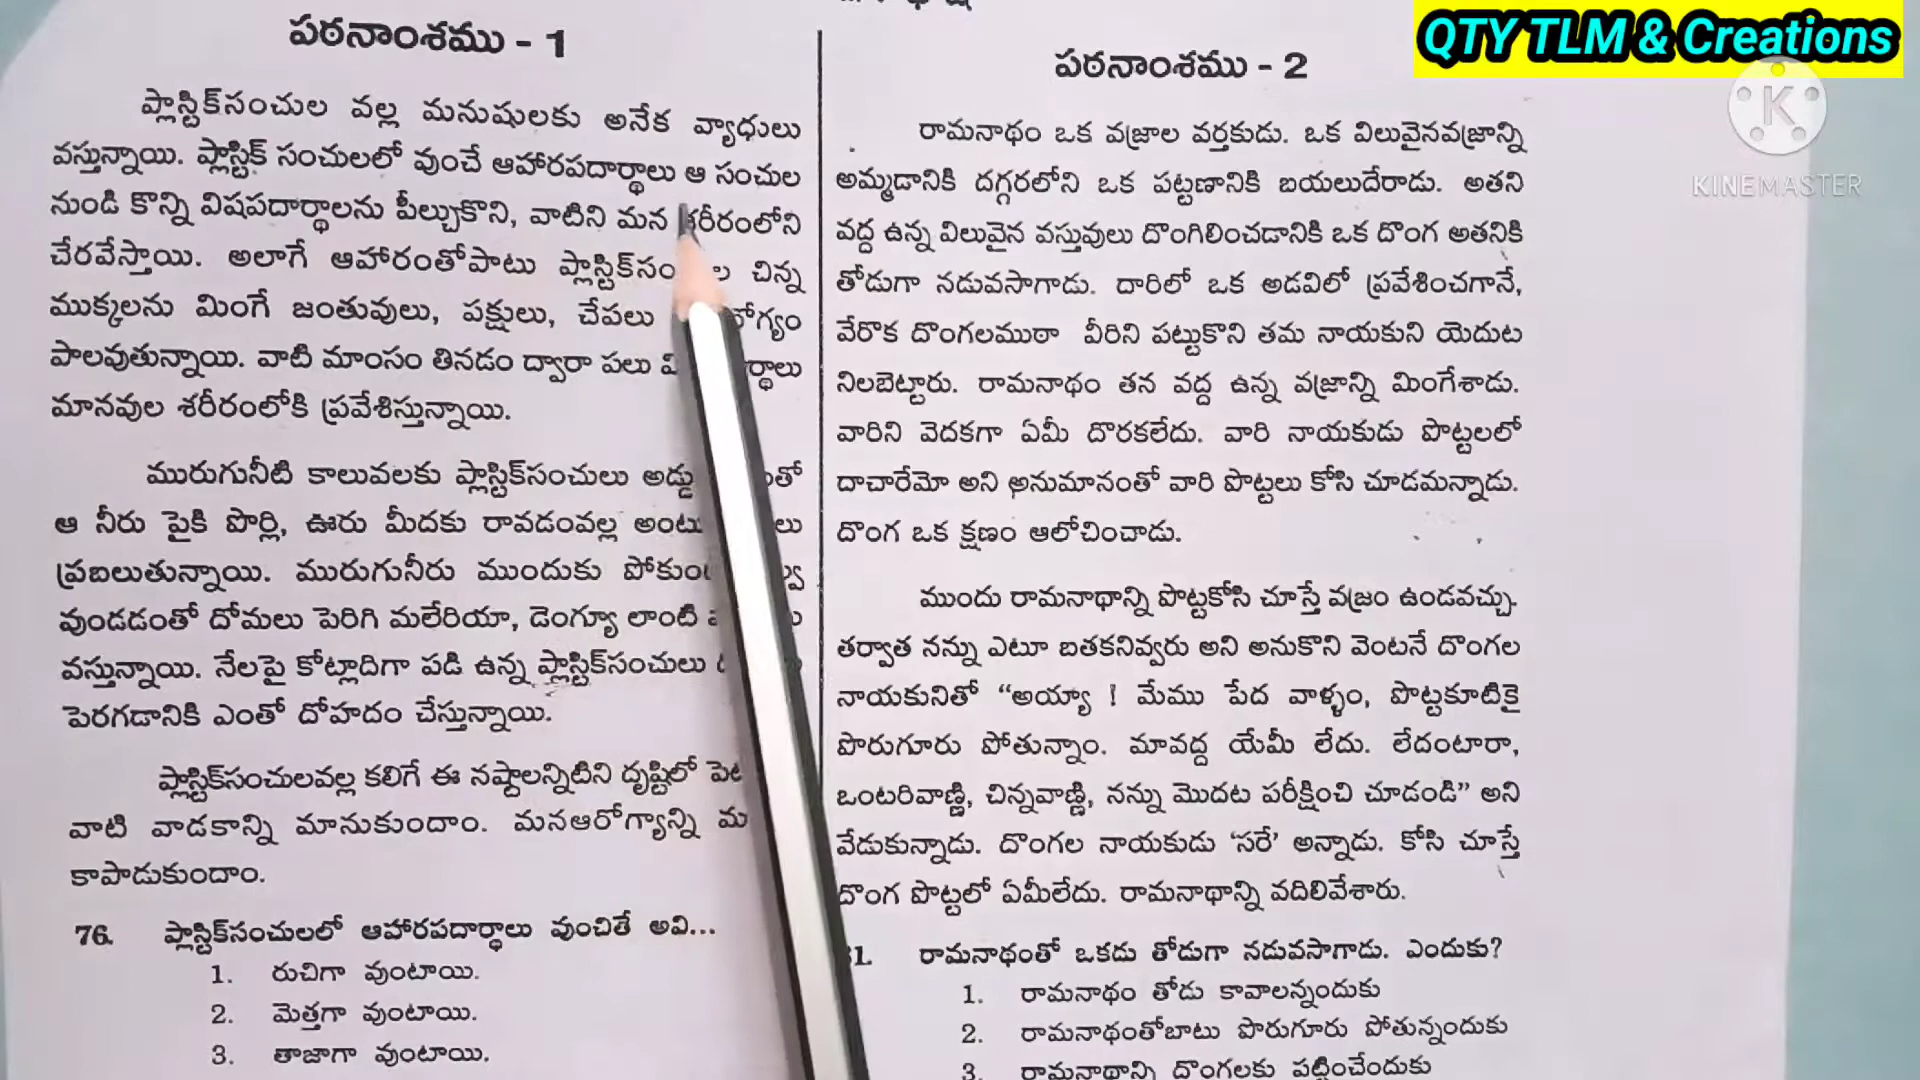 QTY TLM & Creations
KINEMASTER
పఠనాంశము - 1
ప్లాస్టిక్‌సంచుల వల్ల మనుషులకు అనేక వ్యాధులు
వస్తున్నాయి. ప్లాస్టిక్ సంచులలో వుంచే ఆహారపదార్థాలు ఆ సంచుల
నుండి కొన్ని విషపదార్థాలను పీల్చుకొని, వాటిని మన శరీరంలోని
చేరవేస్తాయి. అలాగే ఆహారంతోపాటు చిన్న
ముక్కలను మింగే జంతువులు, పక్షులు, చేపలు
పాలవుతున్నాయి. వాటి మాంసం తినడం ద్వారా పలు
మానవుల శరీరంలోకి ప్రవేశిస్తున్నాయి.
మురుగునీటి కాలువలకు ప్లాస్టిక్‌సంచులు అడ్డు
ఆ నీరు పైకి పొర్లి, ఊరు మీదకు రావడంవల్ల
ప్రబలుతున్నాయి. మురుగునీరు ముందుకు
వుండడంతో దోమలు పెరిగి మలేరియా, డెంగ్యూ లాంటి
వస్తున్నాయి. నేలపై కోట్లాదిగా పడి ఉన్న ప్లాస్టిక్‌సంచులు
పెరగడానికి ఎంతో దోహదం చేస్తున్నాయి.
ప్లాస్టిక్‌సంచులవల్ల కలిగే ఈ నష్టాలన్నిటిని దృష్టిలో
వాటి వాడకాన్ని మానుకుందాం. మనఆరోగ్యాన్ని
కాపాడుకుందాం.
76. ప్లాస్టిక్‌సంచులలో ఆహారపదార్థాలు వుంచితే అవి...
1. రుచిగా వుంటాయి.
2. మెత్తగా వుంటాయి.
3. తాజాగా వుంటాయి.
పఠనాంశము - 2
రామనాథం ఒక వజ్రాల వర్తకుడు. ఒక విలువైనవజ్రాన్ని
అమ్మడానికి దగ్గరలోని ఒక పట్టణానికి బయలుదేరాడు. అతని
వద్ద ఉన్న విలువైన వస్తువులు దొంగిలించడానికి ఒక దొంగ అతనికి
తోడుగా నడువసాగాడు. దారిలో ఒక అడవిలో ప్రవేశించగానే,
వేరొక దొంగలముఠా వీరిని పట్టుకొని తమ నాయకుని యెదుట
నిలబెట్టారు. రామనాథం తన వద్ద ఉన్న వజ్రాన్ని మింగేశాడు.
వారిని వెదకగా ఏమీ దొరకలేదు. వారి నాయకుడు పొట్టలలో
దాచారేమో అని అనుమానంతో వారి పొట్టలు కోసి చూడమన్నాడు.
దొంగ ఒక క్షణం ఆలోచించాడు.
ముందు రామనాథాన్ని పొట్టకోసి చూస్తే వజ్రం ఉండవచ్చు.
తర్వాత నన్ను ఎటూ బతకనివ్వరు అని అనుకొని వెంటనే దొంగల
నాయకునితో “అయ్యా ! మేము పేద వాళ్ళం, పొట్టకూటికై
పొరుగూరు పోతున్నాం. మావద్ద యేమీ లేదు. లేదంటారా,
ఒంటరివాణ్ణి, చిన్నవాణ్ణి, నన్ను మొదట పరీక్షించి చూడండి” అని
వేడుకున్నాడు. దొంగల నాయకుడు ‘సరే’ అన్నాడు. కోసి చూస్తే
దొంగ పొట్టలో ఏమీలేదు. రామనాథాన్ని వదిలివేశారు.
రామనాథంతో ఒకడు తోడుగా నడువసాగాడు. ఎందుకు?
1. రామనాథం తోడు కావాలన్నందుకు
2. రామనాథంతోబాటు పొరుగూరు పోతున్నందుకు
3. రామనాథాన్ని దొంగలకు పట్టించేందుకు